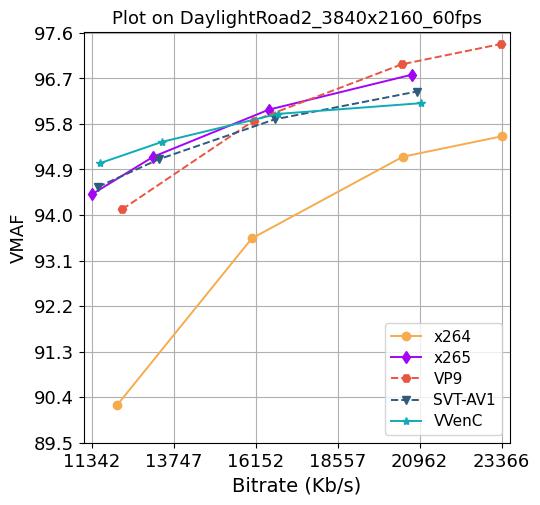 Plot on DaylightRoad2_3840x2160_60fps
97.6
96.7
95.8
94.9
94.0
93.1
92.2
91.3
90.4
89.5
VMAF
x264
x265
VP9
SVT-AV1
VVenC
11342 13747 16152 18557 20962 23366
Bitrate (Kb/s)